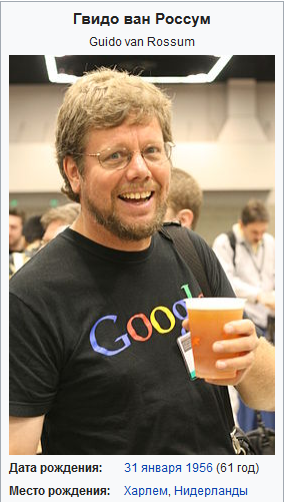 Гвидо ван Россум
Guido van Rossum
Google
Дата рождения: 31 января 1956 (61 год)
Место рождения: Харлем, Нидерланды